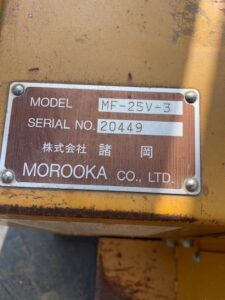 MODEL MF-25V-3
SERIAL NO. 20449
株式会社 諸岡
MOROOKA CO., LTD.